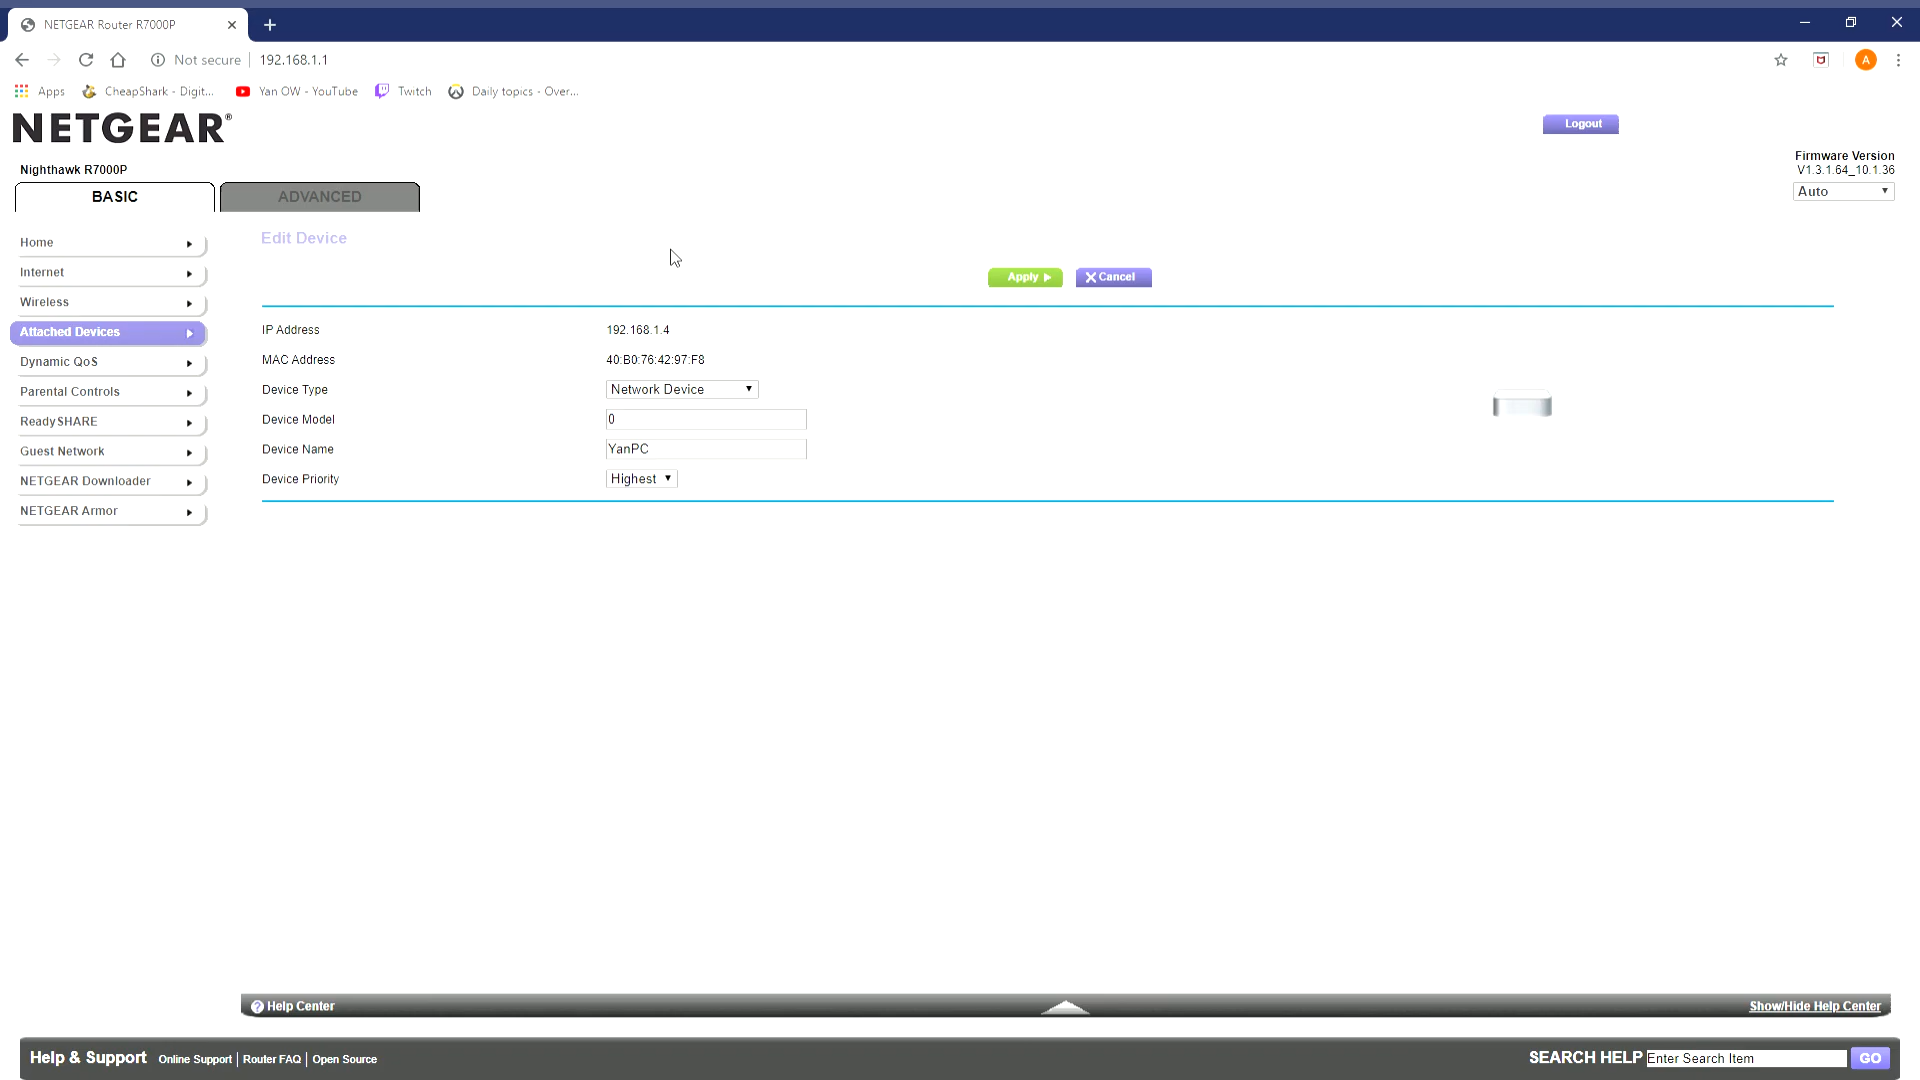 NETGEAR Router R7000P
Not secure 192.168.1.1
A
Apps CheapShark - Digit... Yan OW - YouTube Twitch Daily topics - Over...
NETGEAR®
Logout
Nighthawk R7000P
Firmware Version
V1.3.1.64_10.1.36
Auto
BASIC ADVANCED
Home
Internet
Wireless
Attached Devices
Dynamic QoS
Parental Controls
ReadySHARE
Guest Network
NETGEAR Downloader
NETGEAR Armor
Edit Device
Apply Cancel
IP Address 192.168.1.4
MAC Address 40:B0:76:42:97:F8
Device Type Network Device
Device Model 0
Device Name YanPC
Device Priority Highest
Help Center Show/Hide Help Center
Help & Support Online Support | Router FAQ | Open Source SEARCH HELP Enter Search Item GO